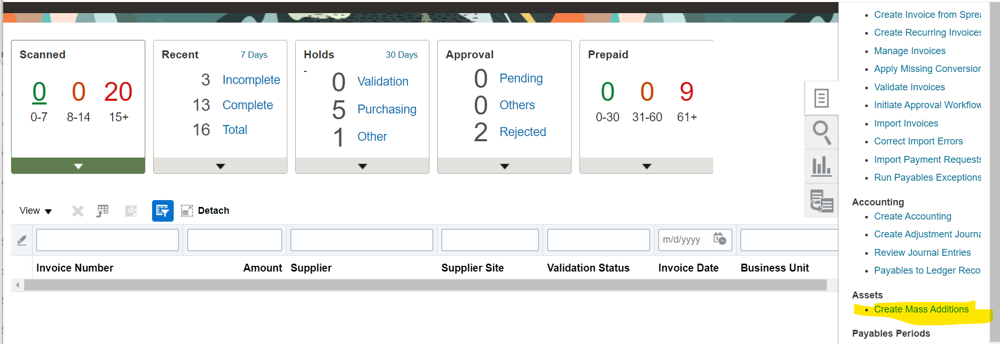 Scanned
0 0 20
0-7 8-14 15+
Recent 7 Days
3 Incomplete
13 Complete
16 Total
Holds 30 Days
-
0 Validation
5 Purchasing
1 Other
Approval
0 Pending
0 Others
2 Rejected
Prepaid
0 0 9
0-30 31-60 61+
View Detach
m/d/yyyy
Invoice Number Amount Supplier Supplier Site Validation Status Invoice Date Business Unit
Create Invoice from Sprea
Create Recurring Invoices
Manage Invoices
Apply Missing Conversion
Validate Invoices
Initiate Approval Workflow
Import Invoices
Correct Import Errors
Import Payment Requests
Run Payables Exceptions
Accounting
Create Accounting
Create Adjustment Journa
Review Journal Entries
Payables to Ledger Reco
Assets
Create Mass Additions
Payables Periods